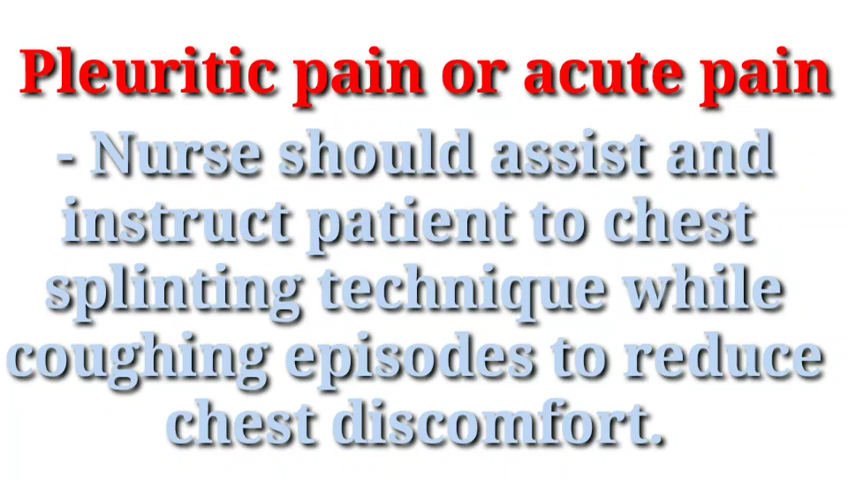 Pleuritic pain or acute pain
- Nurse should assist and
instruct patient to chest
splinting technique while
coughing episodes to reduce
chest discomfort.